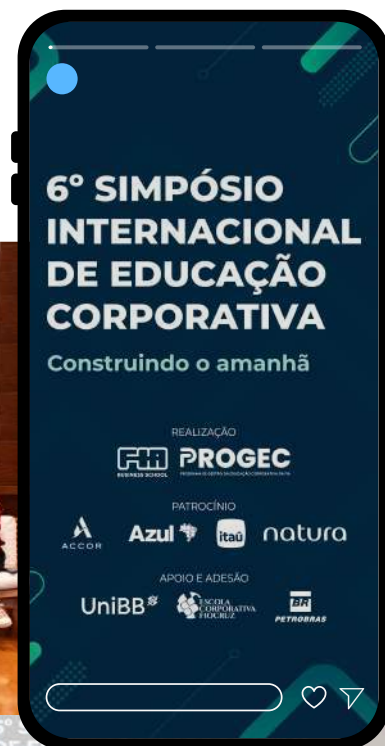 6º SIMPÓSIO
INTERNACIONAL
DE EDUCAÇÃO
CORPORATIVA
Construindo o amanhã
REALIZAÇÃO
FIA BUSINESS SCHOOL PROGEC
PATROCÍNIO
ACCOR Azul itaú natura
APOIO E ADESÃO
UniBB ESCOLA CORPORATIVA FIOCRUZ BR PETROBRAS